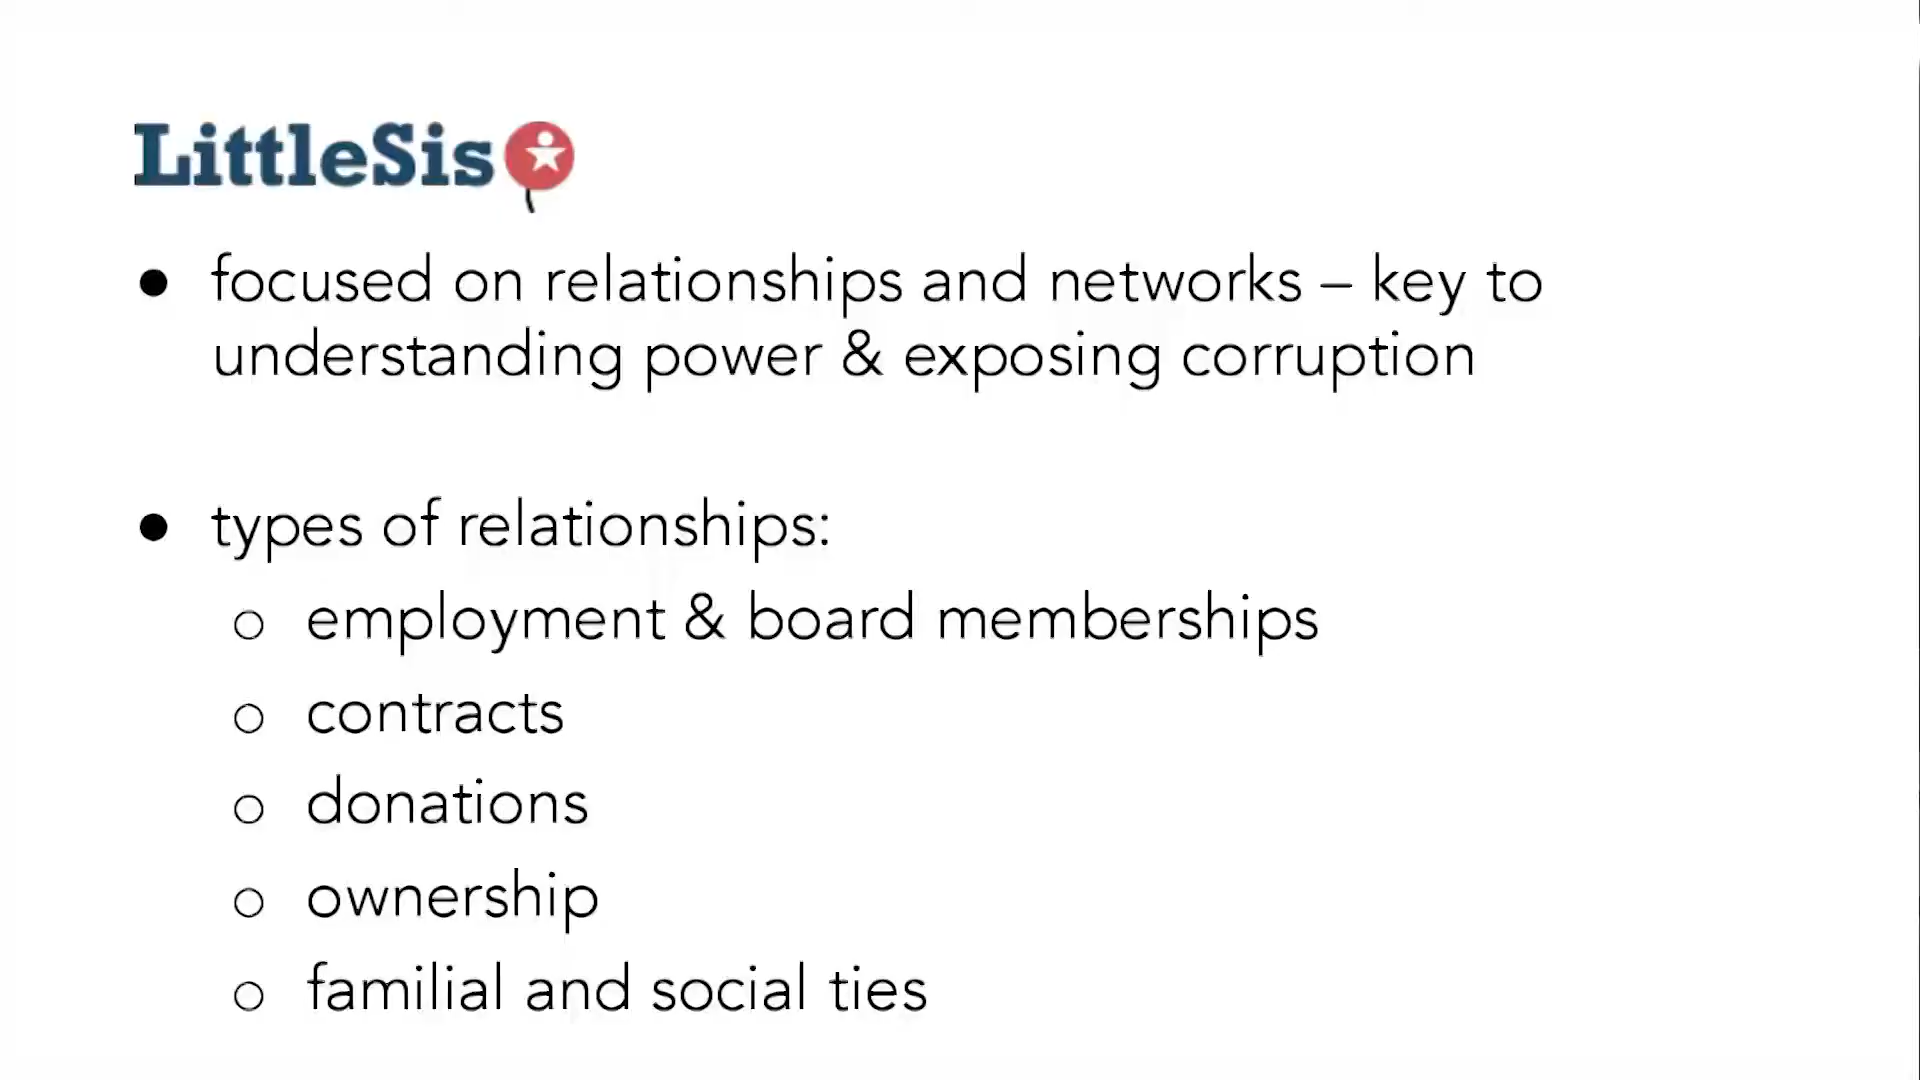 LittleSis
● focused on relationships and networks – key to
understanding power & exposing corruption
● types of relationships:
○ employment & board memberships
○ contracts
○ donations
○ ownership
○ familial and social ties